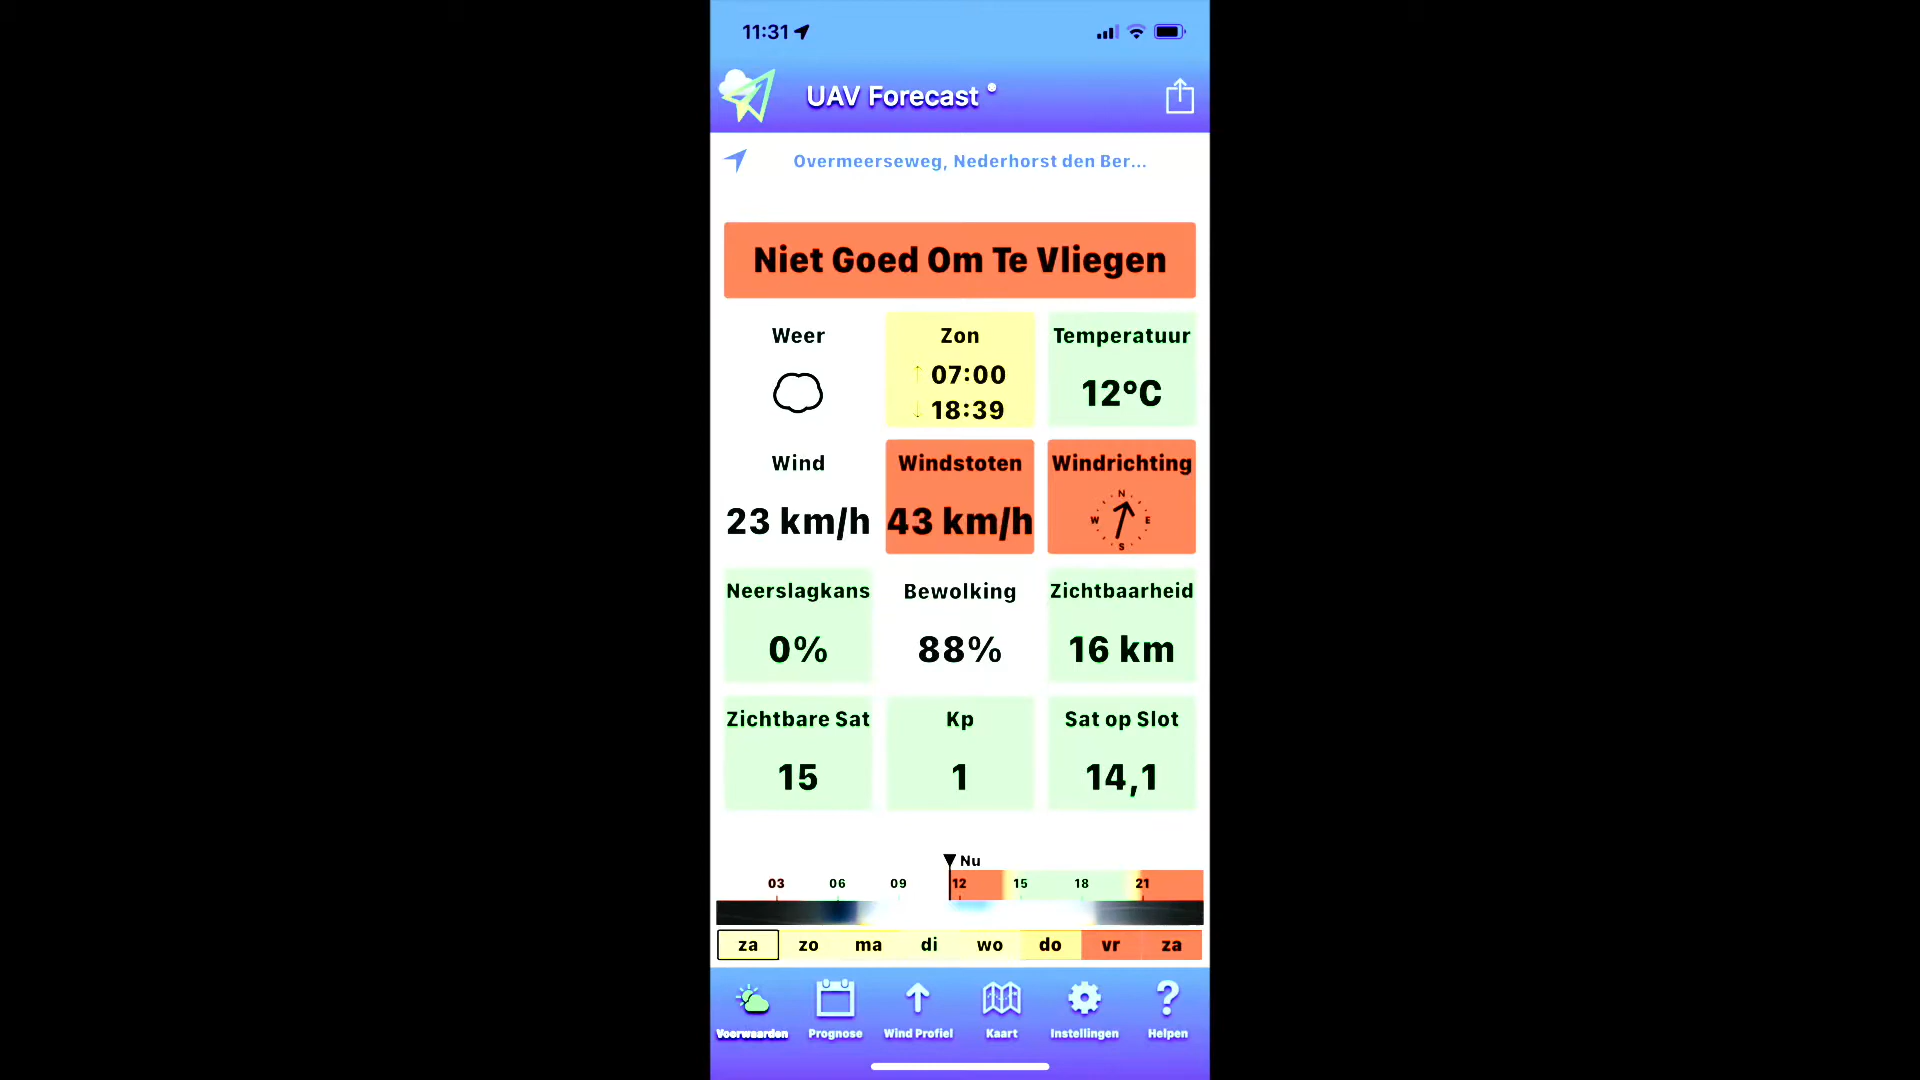 11:31
UAV Forecast
Overmeerseweg, Nederhorst den Ber...
Niet Goed Om Te Vliegen
Weer
Zon
Temperatuur
↑ 07:00
↓ 18:39
12°C
Wind
Windstoten
Windrichting
23 km/h
43 km/h
N
W E
S
Neerslagkans
Bewolking
Zichtbaarheid
0%
88%
16 km
Zichtbare Sat
Kp
Sat op Slot
15
1
14,1
Nu
03 06 09 12 15 18 21
za zo ma di wo do vr za
Voorwaarden Prognose Wind Profiel Kaart Instellingen Helpen